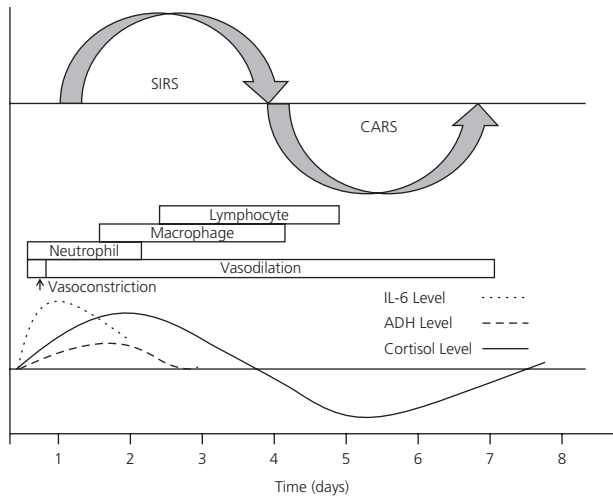 SIRS
CARS
Lymphocyte
Macrophage
Neutrophil
Vasodilation
Vasoconstriction
IL-6 Level
ADH Level
Cortisol Level
1 2 3 4 5 6 7 8
Time (days)